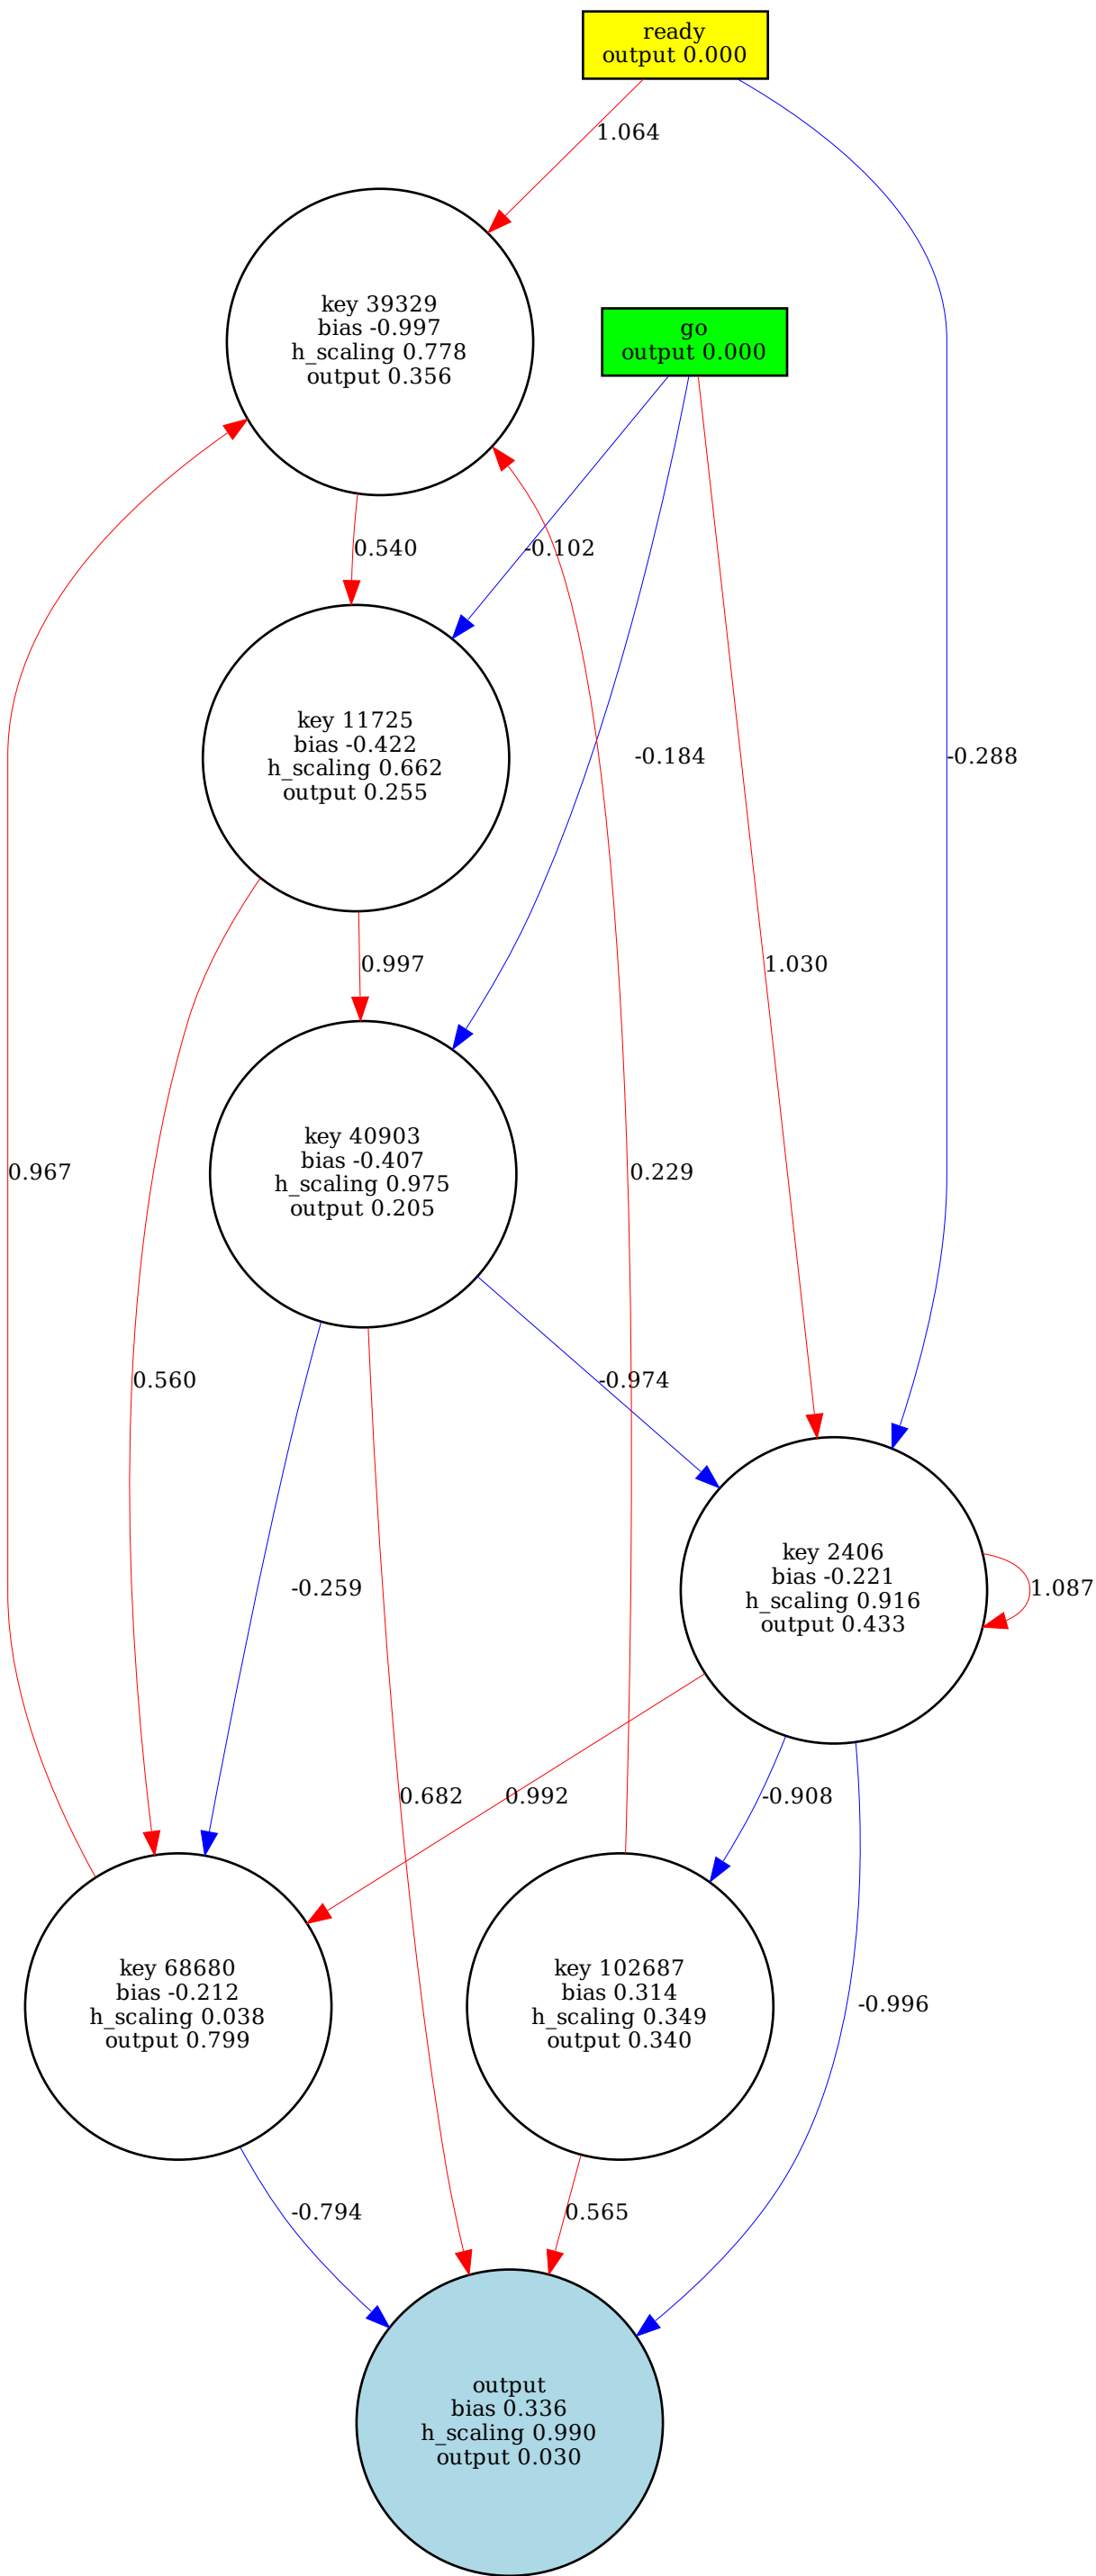 ready
output 0.000
1.064
key 39329
bias -0.997
h_scaling 0.778
output 0.356
go
output 0.000
0.540
-0.102
key 11725
bias -0.422
h_scaling 0.662
output 0.255
-0.184
-0.288
0.997
1.030
key 40903
bias -0.407
h_scaling 0.975
output 0.205
0.967
0.229
0.560
-0.974
key 2406
bias -0.221
h_scaling 0.916
output 0.433
-0.259
1.087
0.682
0.992
-0.908
key 68680
bias -0.212
h_scaling 0.038
output 0.799
key 102687
bias 0.314
h_scaling 0.349
output 0.340
-0.996
-0.794
0.565
output
bias 0.336
h_scaling 0.990
output 0.030